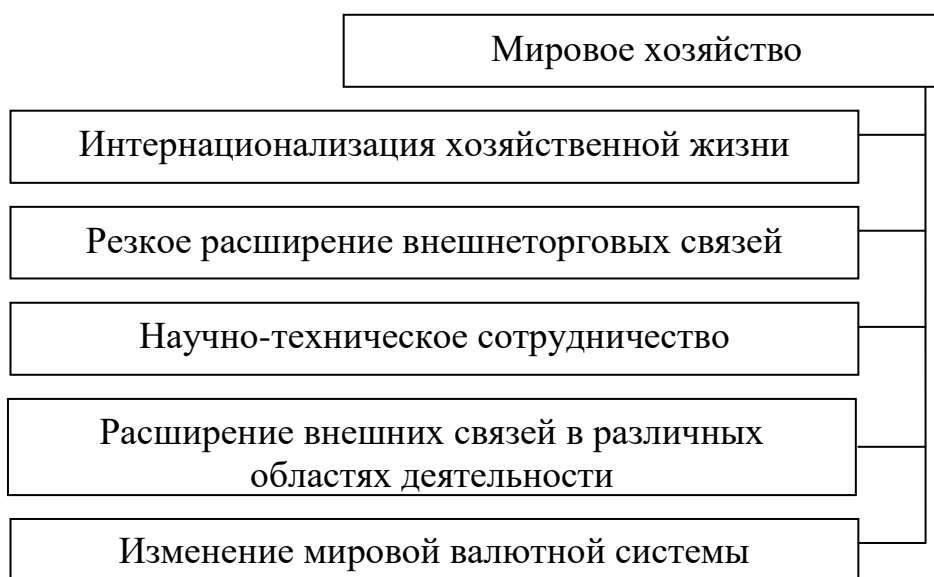 Мировое хозяйство
Интернационализация хозяйственной жизни
Резкое расширение внешнеторговых связей
Научно-техническое сотрудничество
Расширение внешних связей в различных
областях деятельности
Изменение мировой валютной системы